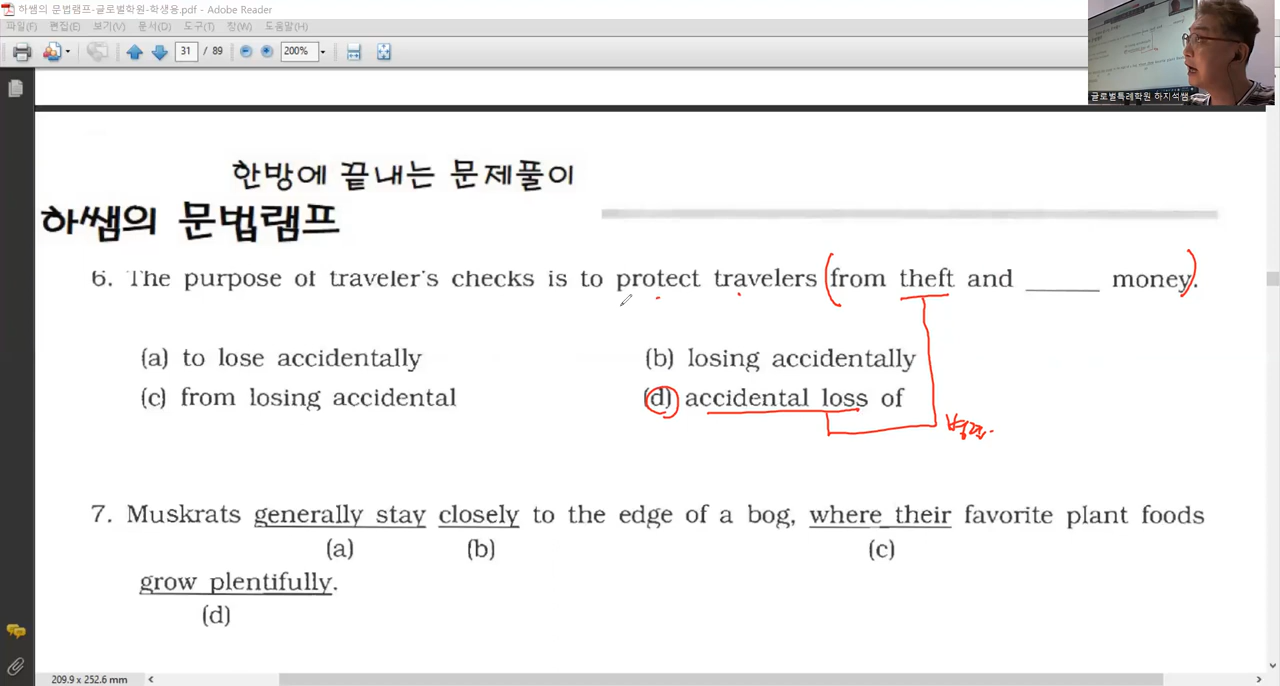 하쌤의 문법램프-글로벌학원-학생용.pdf - Adobe Reader
파일(F) 편집(E) 보기(V) 문서(D) 도구(T) 창(W) 도움말(H)
31 / 89 200%
글로벌특례학원 하지석쌤
한방에 끝내는 문제풀이
하쌤의 문법램프
6. The purpose of traveler's checks is to protect travelers (from theft and ______ money).
(a) to lose accidentally (b) losing accidentally
(c) from losing accidental (d) accidental loss of
병렬.
7. Muskrats generally stay closely to the edge of a bog, where their favorite plant foods
(a) (b) (c)
grow plentifully.
(d)
209.9 x 252.6 mm